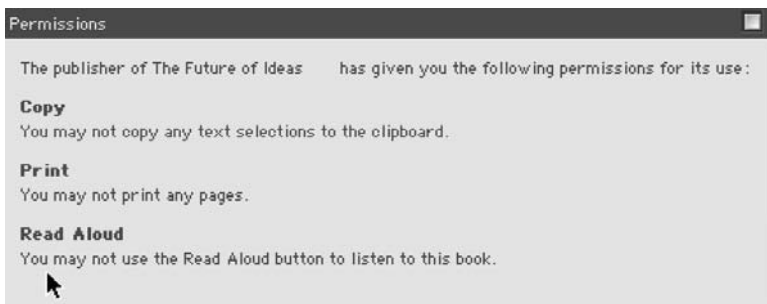 Permissions
The publisher of The Future of Ideas has given you the following permissions for its use:
Copy
You may not copy any text selections to the clipboard.
Print
You may not print any pages.
Read Aloud
You may not use the Read Aloud button to listen to this book.